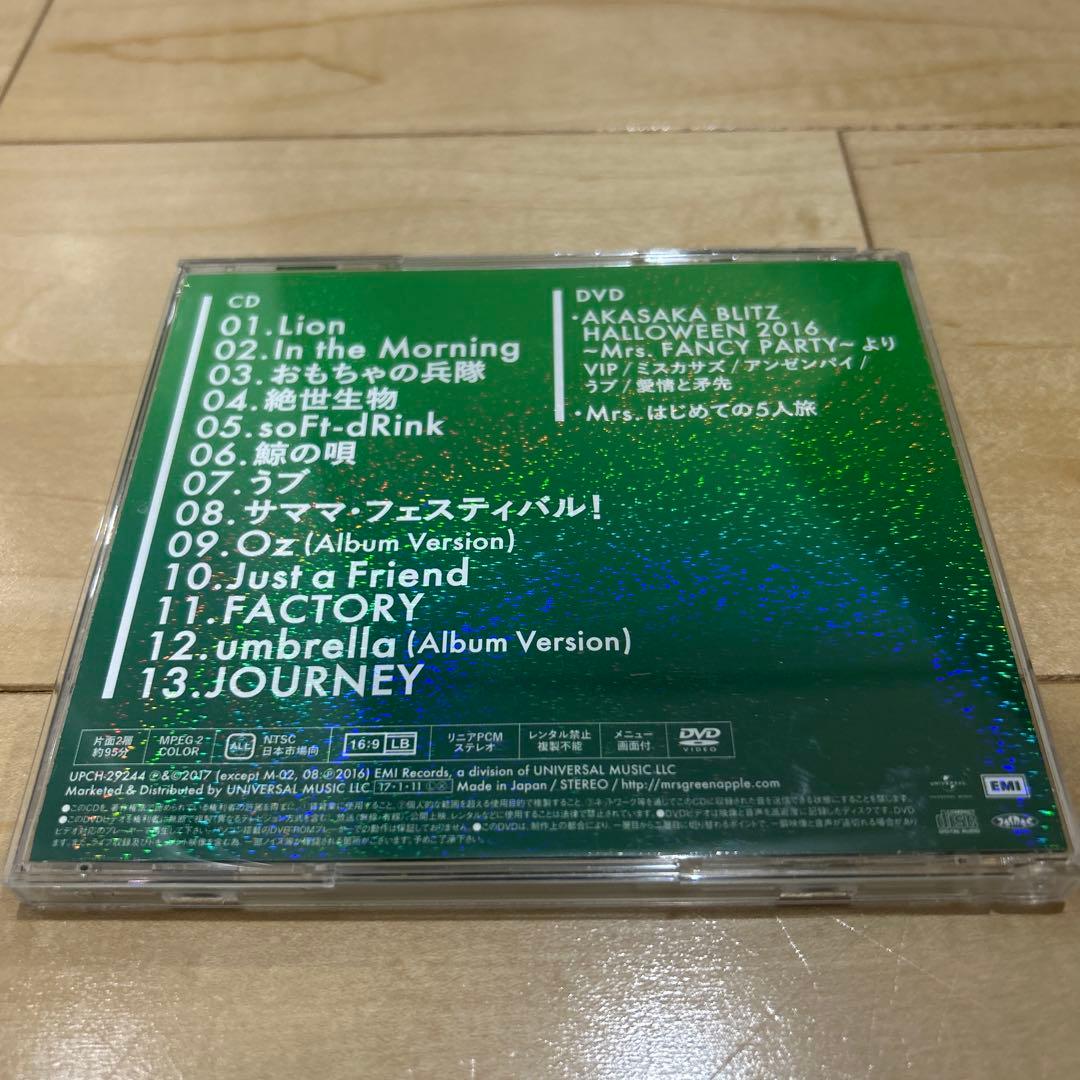 CD
01.Lion
02.In the Morning
03.おもちゃの兵隊
04.絶世生物
05.soFt-dRink
06.鯨の唄
07.うブ
08.サママ・フェスティバル!
09.Oz (Album Version)
10.Just a Friend
11.FACTORY
12.umbrella (Album Version)
13.JOURNEY
DVD
・AKASAKA BLITZ
HALLOWEEN 2016
~Mrs. FANCY PARTY~ より
VIP / ミスカサズ / アンゼンパイ /
うブ / 愛情と矛先
・Mrs. はじめての5人旅
片面2層
約95分
MPEG-2
COLOR
ALL
NTSC
日本市場向
16:9 LB
リニアPCM
ステレオ
レンタル禁止
複製不能
メニュー
画面付
DVD
VIDEO
UPCH-29244 ℗&©2017 (except M-02, 08:℗2016) EMI Records, a division of UNIVERSAL MUSIC LLC
Marketed & Distributed by UNIVERSAL MUSIC LLC 17・1・11 Made in Japan / STEREO / http://mrsgreenapple.com
UNIVERSAL
EMI
DIGITAL AUDIO